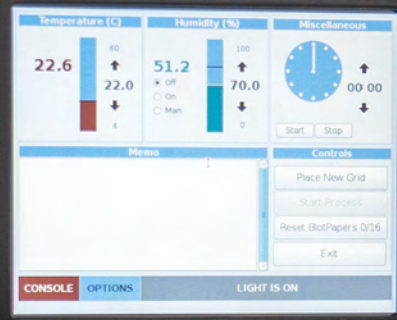 Temperature (C)
60
22.6
22.0
4
Humidity (%)
100
51.2
Off
On
Man
70.0
0
Miscellaneous
00:00
Start Stop
Memo
Controls
Place New Grid
Start Process
Reset BlotPapers 0/16
Exit
CONSOLE OPTIONS LIGHT IS ON